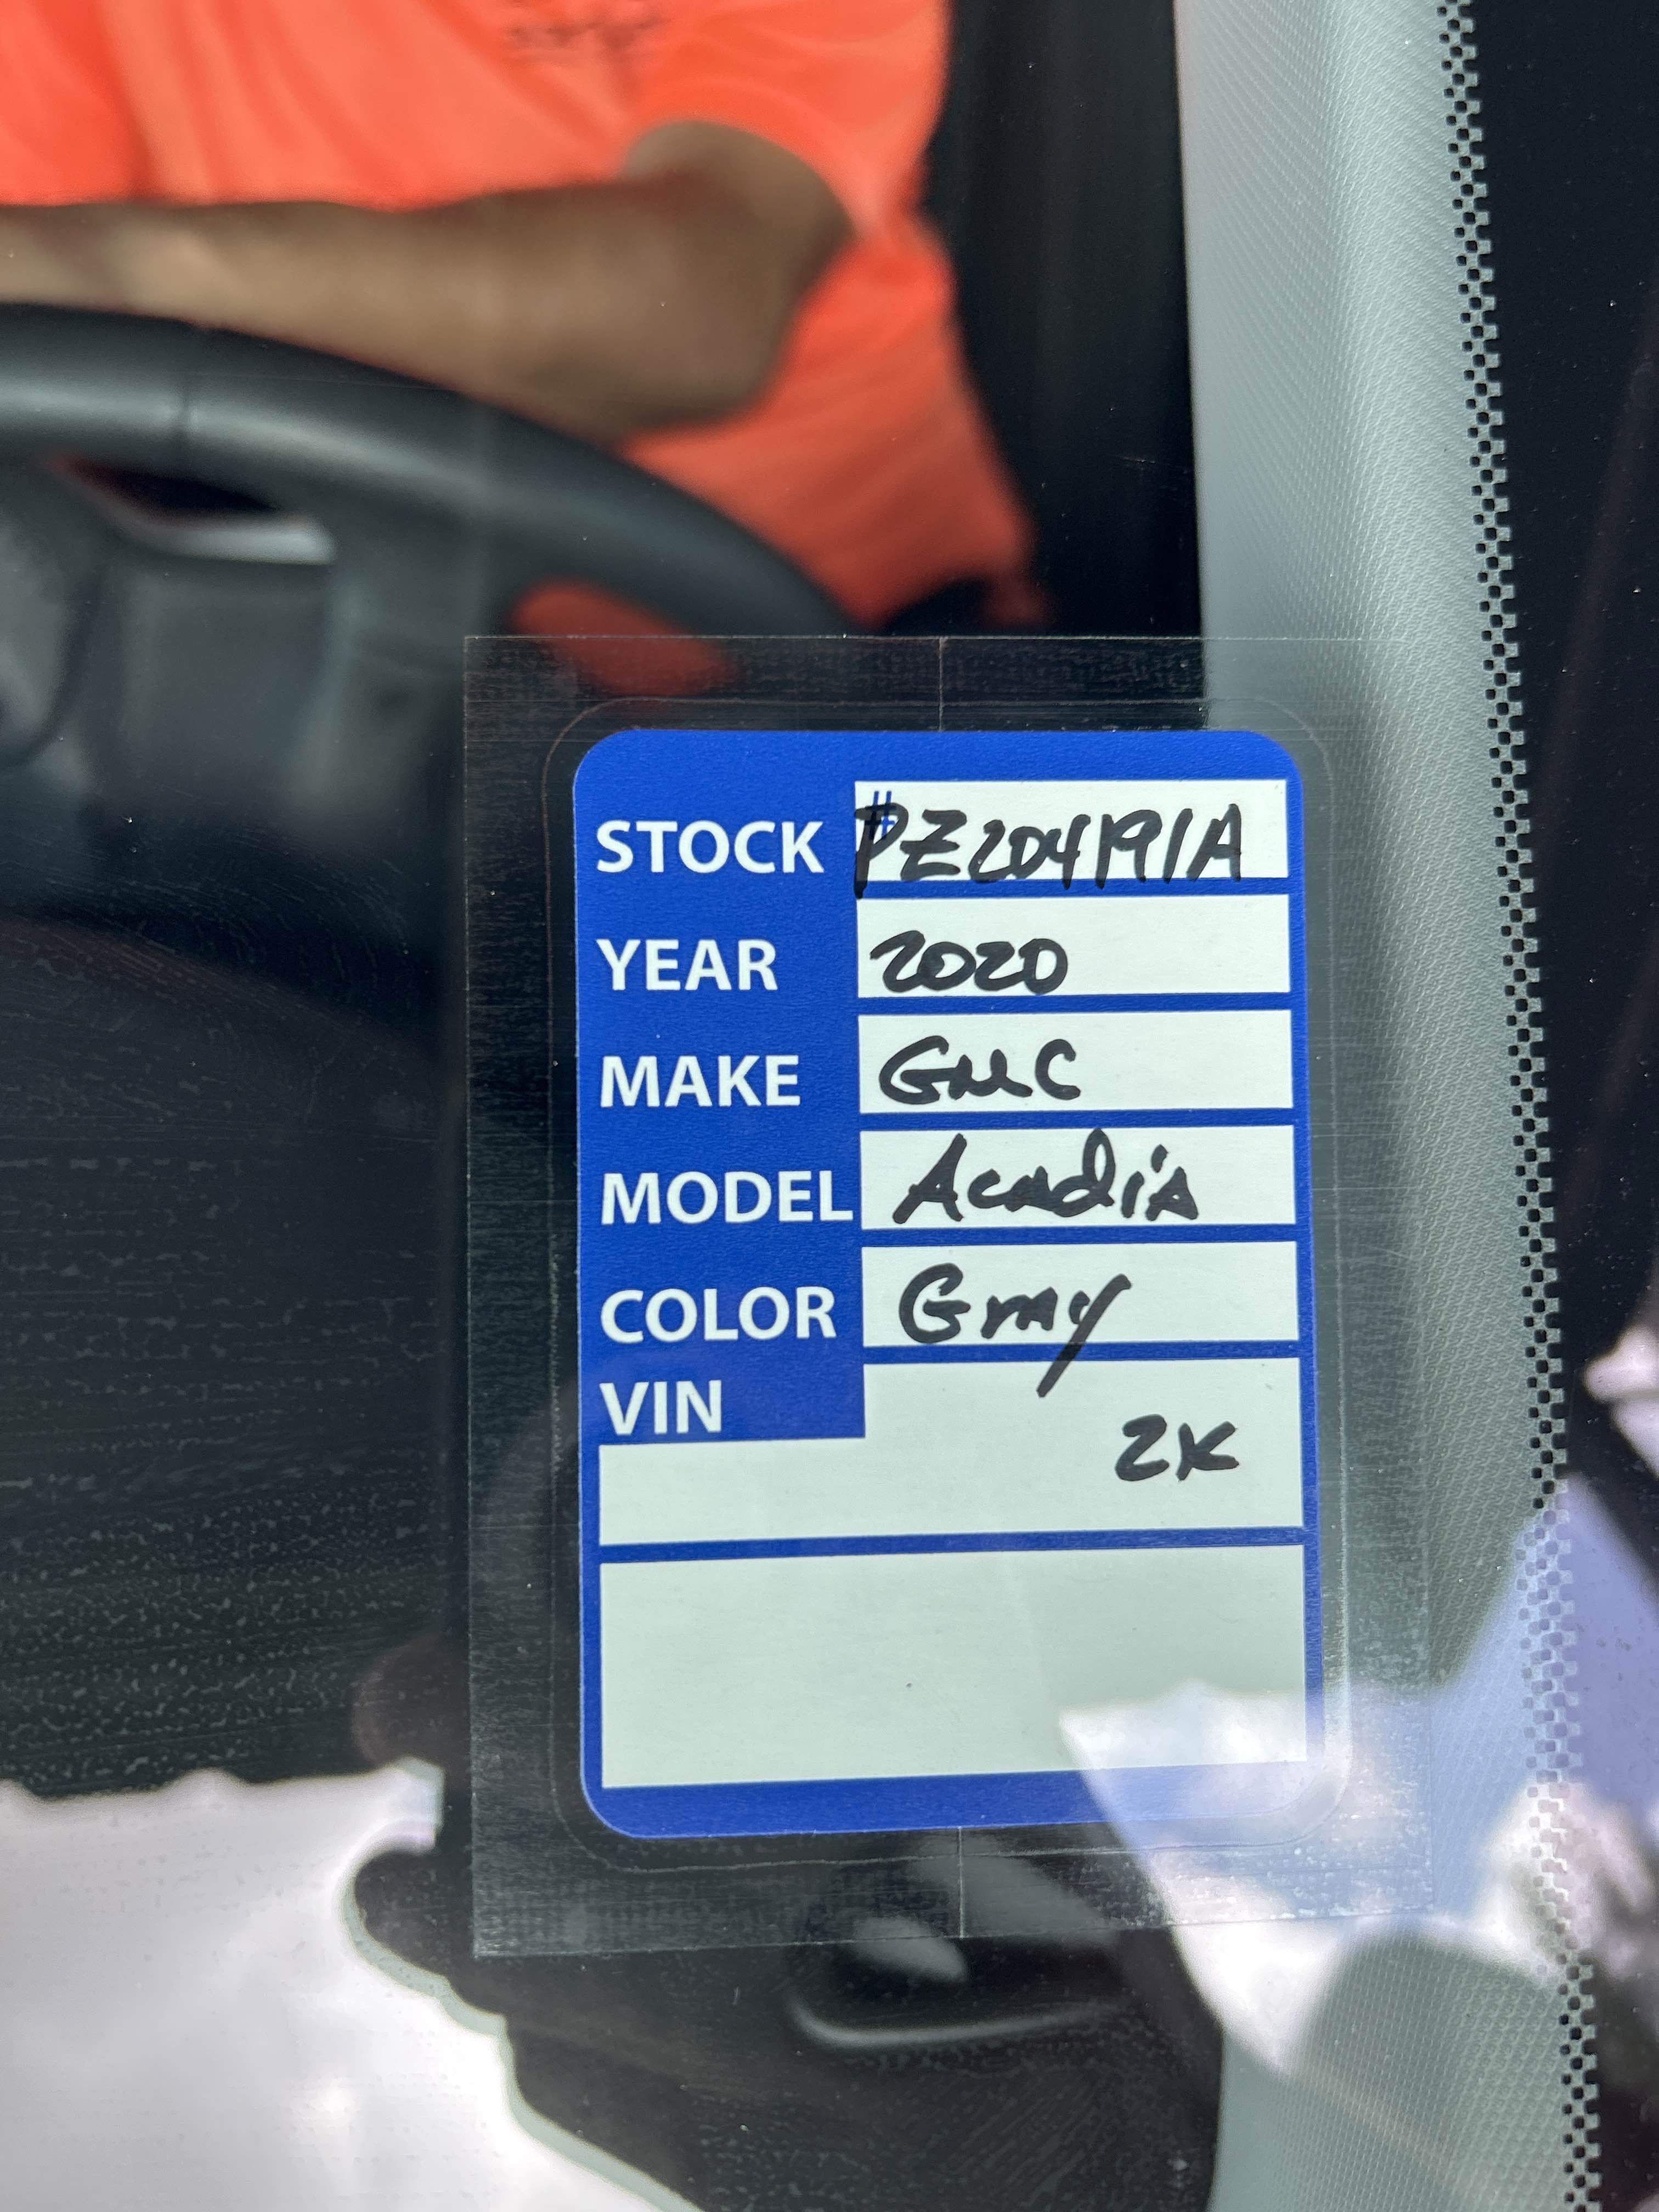 STOCK #PZ204191A
YEAR 2020
MAKE GMC
MODEL Acadia
COLOR Gray
VIN
2K